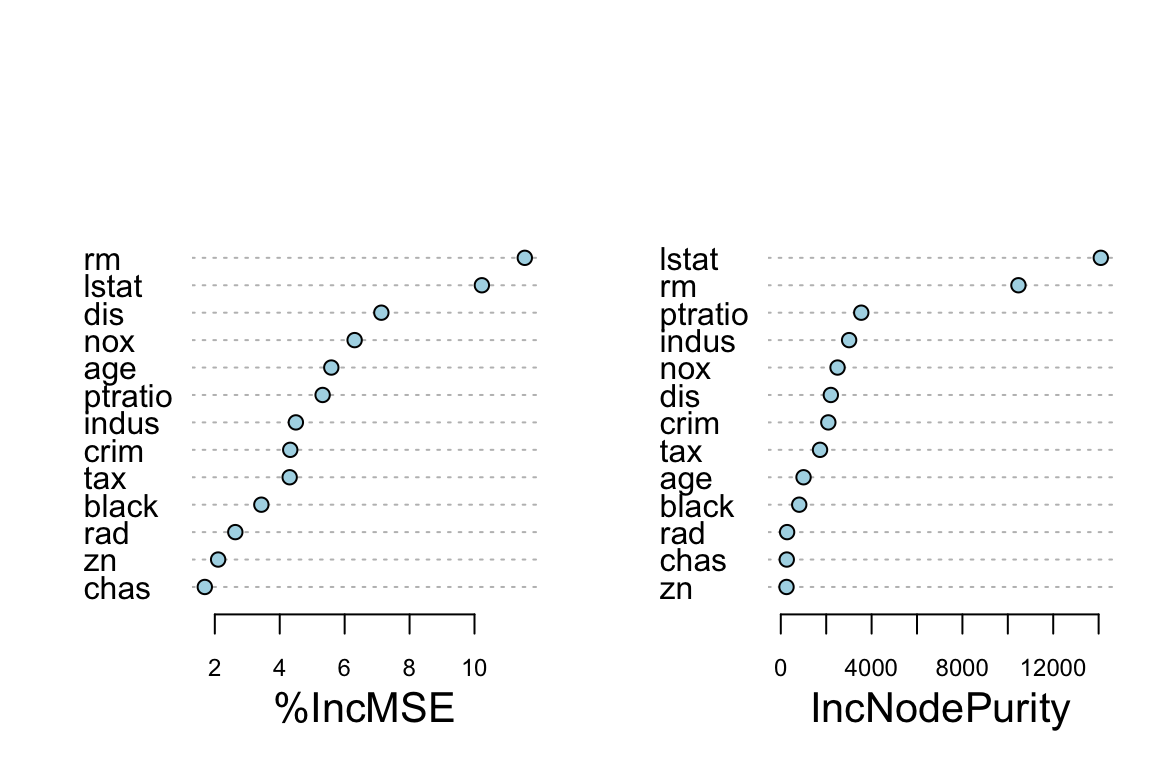 rm
lstat
dis
nox
age
ptratio
indus
crim
tax
black
rad
zn
chas
2 4 6 8 10
%IncMSE
lstat
rm
ptratio
indus
nox
dis
crim
tax
age
black
rad
chas
zn
0 4000 8000 12000
IncNodePurity